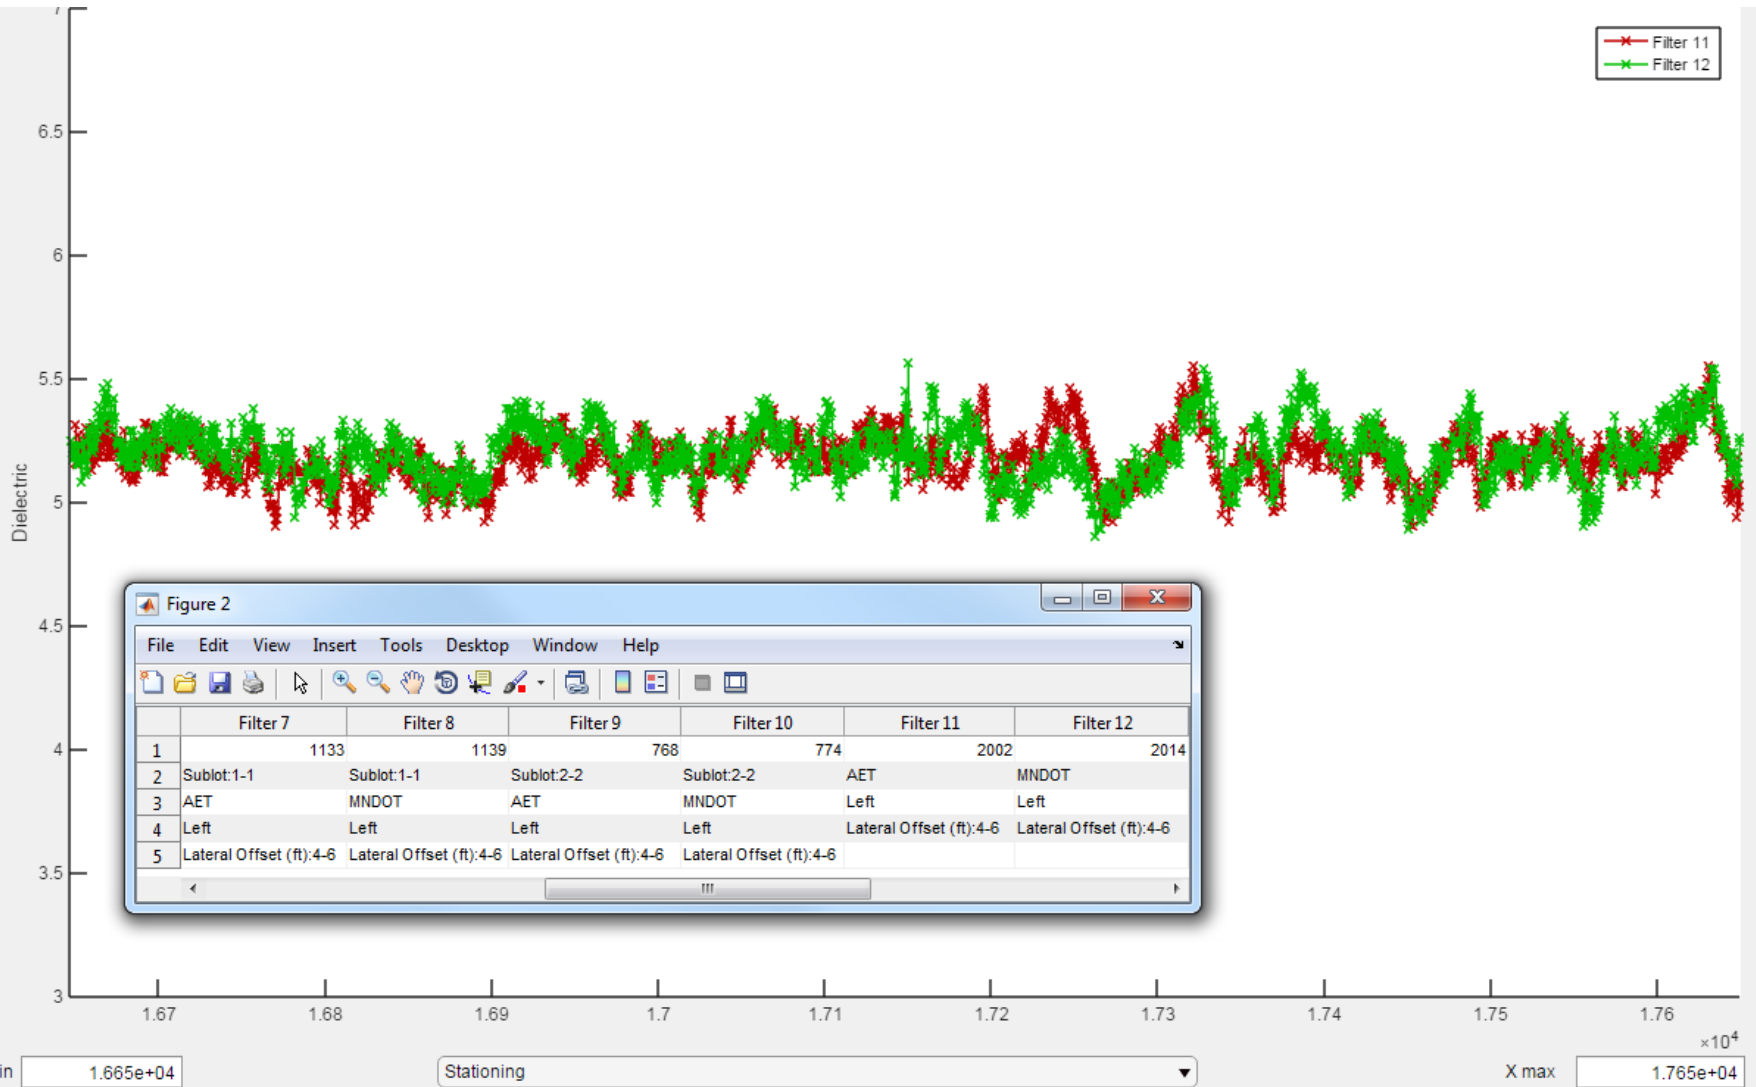 7
Filter 11
Filter 12
6.5
6
5.5
5
Dielectric
Figure 2
4.5
File Edit View Insert Tools Desktop Window Help
Filter 7 Filter 8 Filter 9 Filter 10 Filter 11 Filter 12
4
1 1133 1139 768 774 2002 2014
2 Sublot:1-1 Sublot:1-1 Sublot:2-2 Sublot:2-2 AET MNDOT
3 AET MNDOT AET MNDOT Left Left
4 Left Left Left Left Lateral Offset (ft):4-6 Lateral Offset (ft):4-6
5 Lateral Offset (ft):4-6 Lateral Offset (ft):4-6 Lateral Offset (ft):4-6 Lateral Offset (ft):4-6
3.5
3
1.67 1.68 1.69 1.7 1.71 1.72 1.73 1.74 1.75 1.76
×10⁴
in 1.665e+04 Stationing X max 1.765e+04